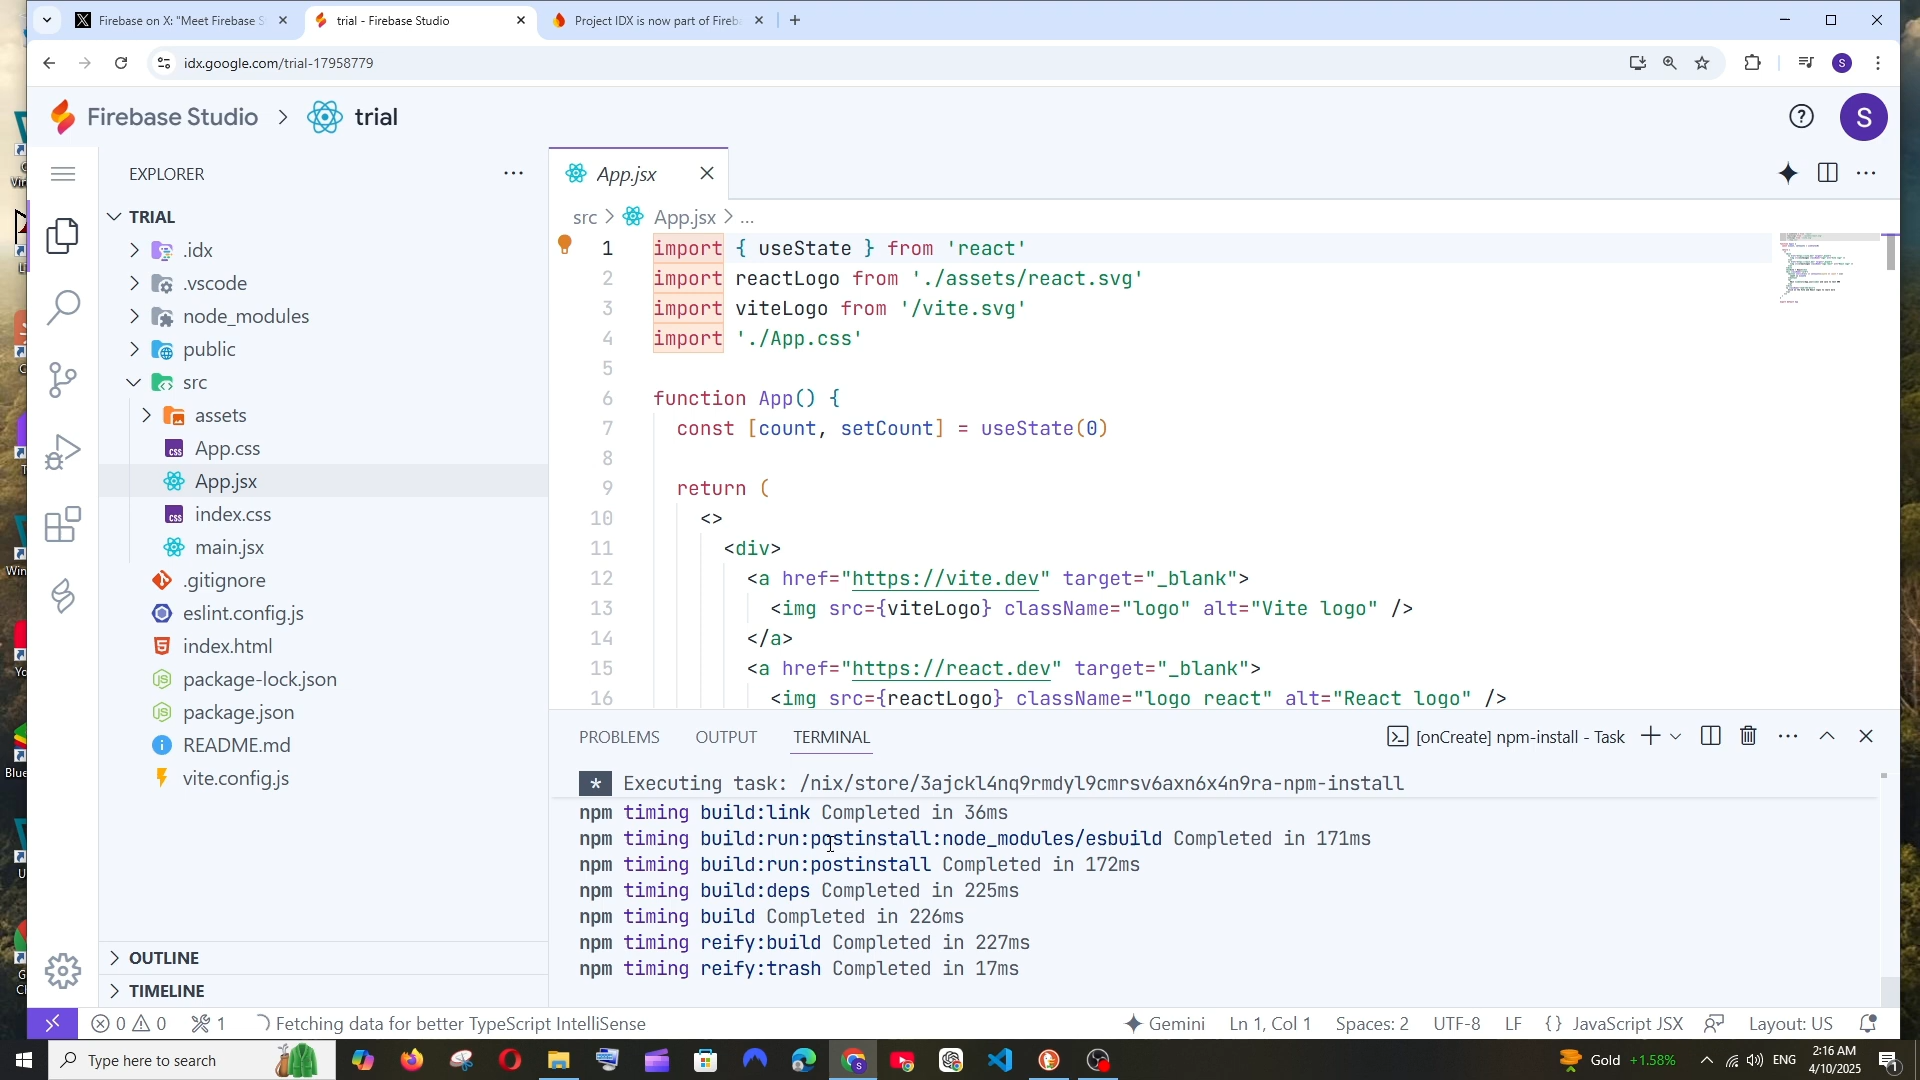 Firebase on X: "Meet Firebase S
trial - Firebase Studio
Project IDX is now part of Fireb
idx.google.com/trial-17958779
S
Firebase Studio > trial
S
EXPLORER
TRIAL
.idx
.vscode
node_modules
public
src
assets
App.css
App.jsx
index.css
main.jsx
.gitignore
eslint.config.js
index.html
package-lock.json
package.json
README.md
vite.config.js
OUTLINE
TIMELINE
App.jsx
src > App.jsx > ...
1 import { useState } from 'react'
2 import reactLogo from './assets/react.svg'
3 import viteLogo from '/vite.svg'
4 import './App.css'
5
6 function App() {
7 const [count, setCount] = useState(0)
8
9 return (
10 <>
11 <div>
12 <a href="https://vite.dev" target="_blank">
13 <img src={viteLogo} className="logo" alt="Vite logo" />
14 </a>
15 <a href="https://react.dev" target="_blank">
16 <img src={reactLogo} className="logo react" alt="React logo" />
PROBLEMS OUTPUT TERMINAL
[onCreate] npm-install - Task
* Executing task: /nix/store/3ajckl4nq9rmdyl9cmrsv6axn6x4n9ra-npm-install
npm timing build:link Completed in 36ms
npm timing build:run:postinstall:node_modules/esbuild Completed in 171ms
npm timing build:run:postinstall Completed in 172ms
npm timing build:deps Completed in 225ms
npm timing build Completed in 226ms
npm timing reify:build Completed in 227ms
npm timing reify:trash Completed in 17ms
0 0 1 Fetching data for better TypeScript IntelliSense
Gemini Ln 1, Col 1 Spaces: 2 UTF-8 LF {} JavaScript JSX Layout: US
Type here to search
Gold +1.58%
ENG
2:16 AM
4/10/2025
1